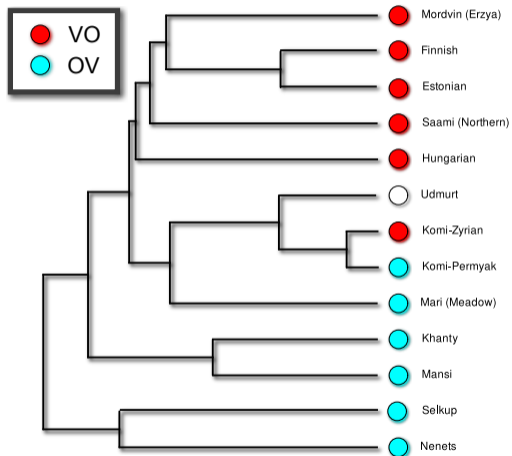 VO
OV
Mordvin (Erzya)
Finnish
Estonian
Saami (Northern)
Hungarian
Udmurt
Komi-Zyrian
Komi-Permyak
Mari (Meadow)
Khanty
Mansi
Selkup
Nenets